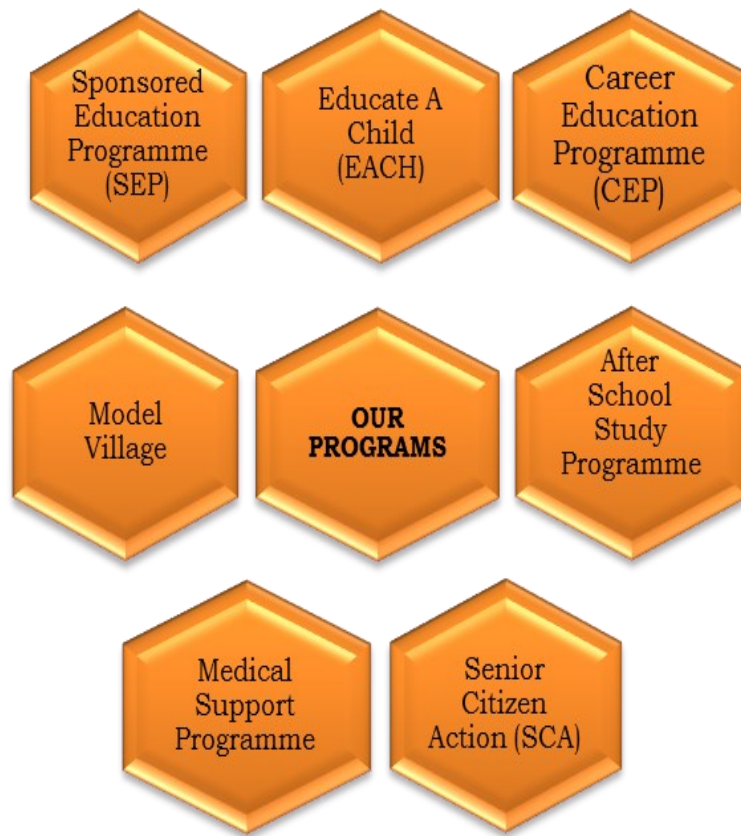 Sponsored
Education
Programme
(SEP)
Educate A
Child
(EACH)
Career
Education
Programme
(CEP)
Model
Village
OUR
PROGRAMS
After
School
Study
Programme
Medical
Support
Programme
Senior
Citizen
Action (SCA)